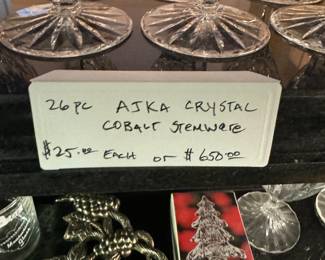 26 pc AJKA CRYSTAL
COBALT Stemware
$25.00 EACH or $650.00